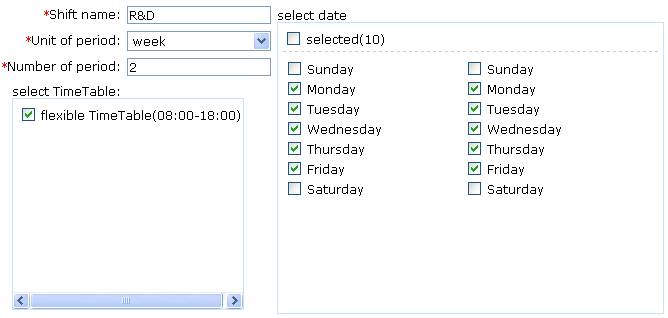 *Shift name: R&D
*Unit of period: week
*Number of period: 2
select TimeTable:
flexible TimeTable(08:00-18:00)
select date
selected(10)
Sunday Sunday
Monday Monday
Tuesday Tuesday
Wednesday Wednesday
Thursday Thursday
Friday Friday
Saturday Saturday